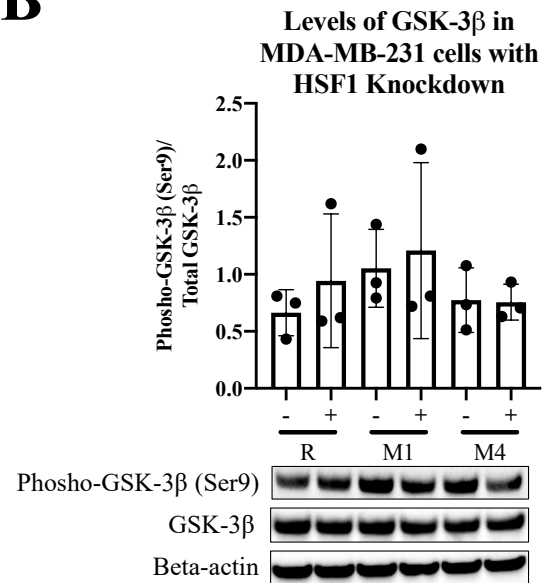 B
Levels of GSK-3β in
MDA-MB-231 cells with
HSF1 Knockdown
Phosho-GSK-3β (Ser9)/
Total GSK-3β
2.5
2.0
1.5
1.0
0.5
0.0
- + - + - +
R M1 M4
Phosho-GSK-3β (Ser9)
GSK-3β
Beta-actin